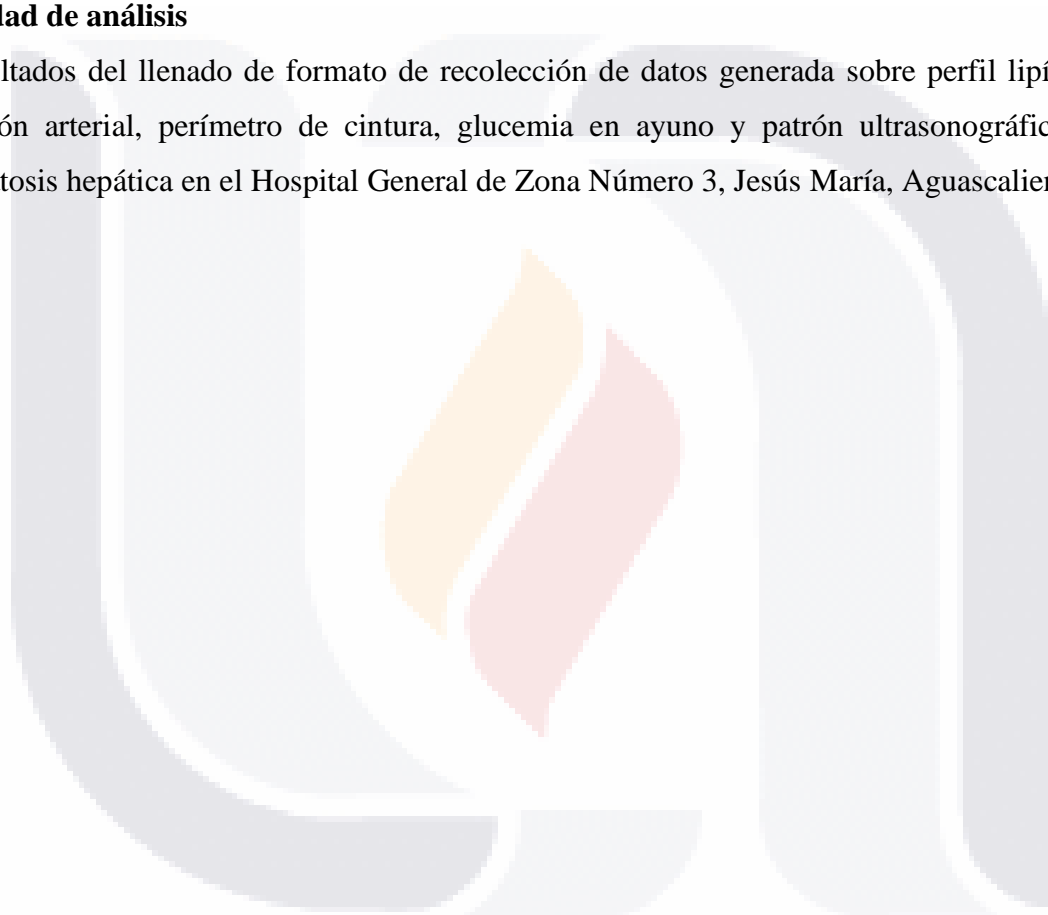 dad de análisis
ltados del llenado de formato de recolección de datos generada sobre perfil lipí
ón arterial, perímetro de cintura, glucemia en ayuno y patrón ultrasonográfic
tosis hepática en el Hospital General de Zona Número 3, Jesús María, Aguascalien